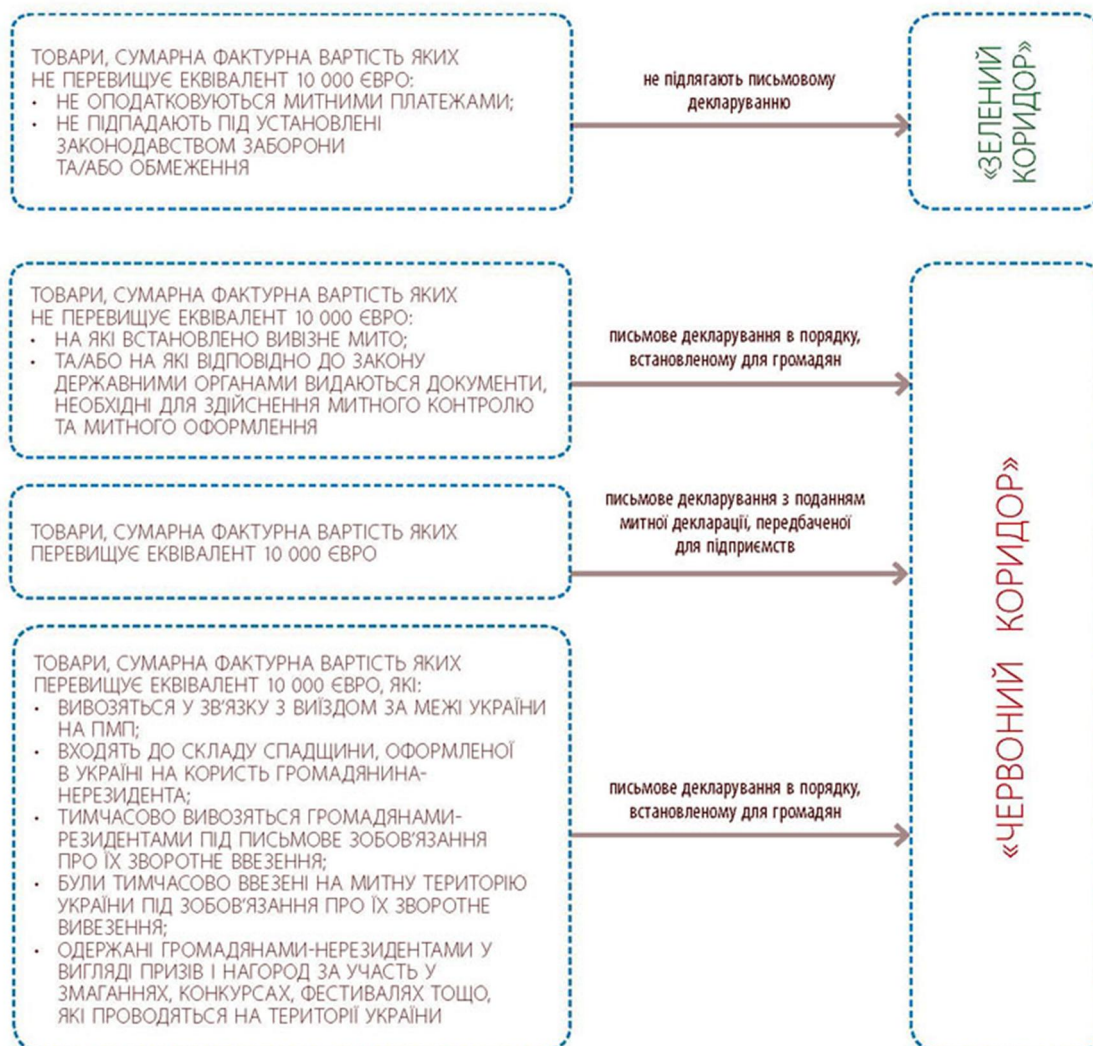 ТОВАРИ, СУМАРНА ФАКТУРНА ВАРТІСТЬ ЯКИХ
НЕ ПЕРЕВИЩУЄ ЕКВІВАЛЕНТ 10 000 ЄВРО:
• НЕ ОПОДАТКОВУЮТЬСЯ МИТНИМИ ПЛАТЕЖАМИ;
• НЕ ПІДПАДАЮТЬ ПІД УСТАНОВЛЕНІ
ЗАКОНОДАВСТВОМ ЗАБОРОНИ
ТА/АБО ОБМЕЖЕННЯ
не підлягають письмовому
декларуванню
«ЗЕЛЕНИЙ
КОРИДОР»
ТОВАРИ, СУМАРНА ФАКТУРНА ВАРТІСТЬ ЯКИХ
НЕ ПЕРЕВИЩУЄ ЕКВІВАЛЕНТ 10 000 ЄВРО:
• НА ЯКІ ВСТАНОВЛЕНО ВИВІЗНЕ МИТО;
• ТА/АБО НА ЯКІ ВІДПОВІДНО ДО ЗАКОНУ
ДЕРЖАВНИМИ ОРГАНАМИ ВИДАЮТЬСЯ ДОКУМЕНТИ,
НЕОБХІДНІ ДЛЯ ЗДІЙСНЕННЯ МИТНОГО КОНТРОЛЮ
ТА МИТНОГО ОФОРМЛЕННЯ
письмове декларування в порядку,
встановленому для громадян
ТОВАРИ, СУМАРНА ФАКТУРНА ВАРТІСТЬ ЯКИХ
ПЕРЕВИЩУЄ ЕКВІВАЛЕНТ 10 000 ЄВРО
письмове декларування з поданням
митної декларації, передбаченої
для підприємств
ТОВАРИ, СУМАРНА ФАКТУРНА ВАРТІСТЬ ЯКИХ
ПЕРЕВИЩУЄ ЕКВІВАЛЕНТ 10 000 ЄВРО, ЯКІ:
• ВИВОЗЯТЬСЯ У ЗВ'ЯЗКУ З ВИЇЗДОМ ЗА МЕЖІ УКРАЇНИ
НА ПМП;
• ВХОДЯТЬ ДО СКЛАДУ СПАДЩИНИ, ОФОРМЛЕНОЇ
В УКРАЇНІ НА КОРИСТЬ ГРОМАДЯНИНА-
НЕРЕЗИДЕНТА;
• ТИМЧАСОВО ВИВОЗЯТЬСЯ ГРОМАДЯНАМИ-
РЕЗИДЕНТАМИ ПІД ПИСЬМОВЕ ЗОБОВ'ЯЗАННЯ
ПРО ЇХ ЗВОРОТНЕ ВВЕЗЕННЯ;
• БУЛИ ТИМЧАСОВО ВВЕЗЕНІ НА МИТНУ ТЕРИТОРІЮ
УКРАЇНИ ПІД ЗОБОВ'ЯЗАННЯ ПРО ЇХ ЗВОРОТНЕ
ВИВЕЗЕННЯ;
• ОДЕРЖАНІ ГРОМАДЯНАМИ-НЕРЕЗИДЕНТАМИ У
ВИГЛЯДІ ПРИЗІВ І НАГОРОД ЗА УЧАСТЬ У
ЗМАГАННЯХ, КОНКУРСАХ, ФЕСТИВАЛЯХ ТОЩО,
ЯКІ ПРОВОДЯТЬСЯ НА ТЕРИТОРІЇ УКРАЇНИ
письмове декларування в порядку,
встановленому для громадян
«ЧЕРВОНИЙ КОРИДОР»